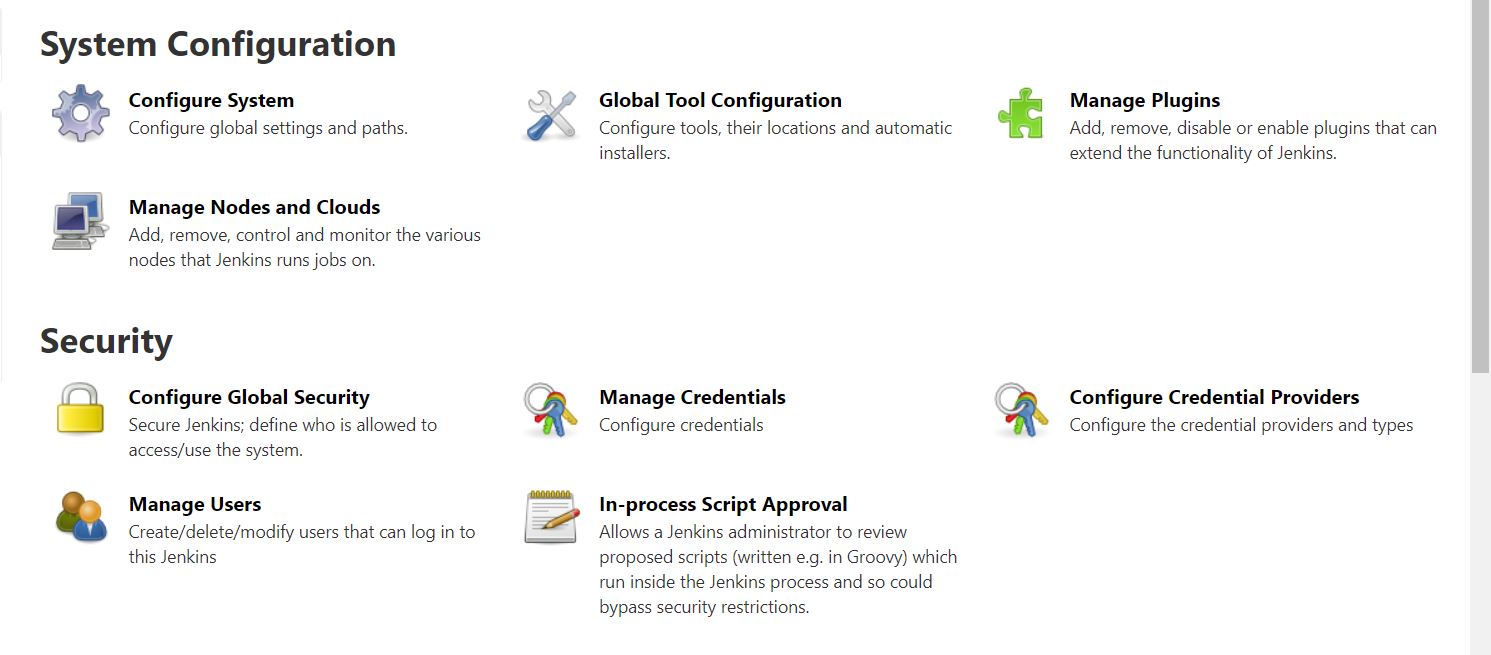 System Configuration
Configure System
Configure global settings and paths.
Global Tool Configuration
Configure tools, their locations and automatic
installers.
Manage Plugins
Add, remove, disable or enable plugins that can
extend the functionality of Jenkins.
Manage Nodes and Clouds
Add, remove, control and monitor the various
nodes that Jenkins runs jobs on.
Security
Configure Global Security
Secure Jenkins; define who is allowed to
access/use the system.
Manage Credentials
Configure credentials
Configure Credential Providers
Configure the credential providers and types
Manage Users
Create/delete/modify users that can log in to
this Jenkins
In-process Script Approval
Allows a Jenkins administrator to review
proposed scripts (written e.g. in Groovy) which
run inside the Jenkins process and so could
bypass security restrictions.